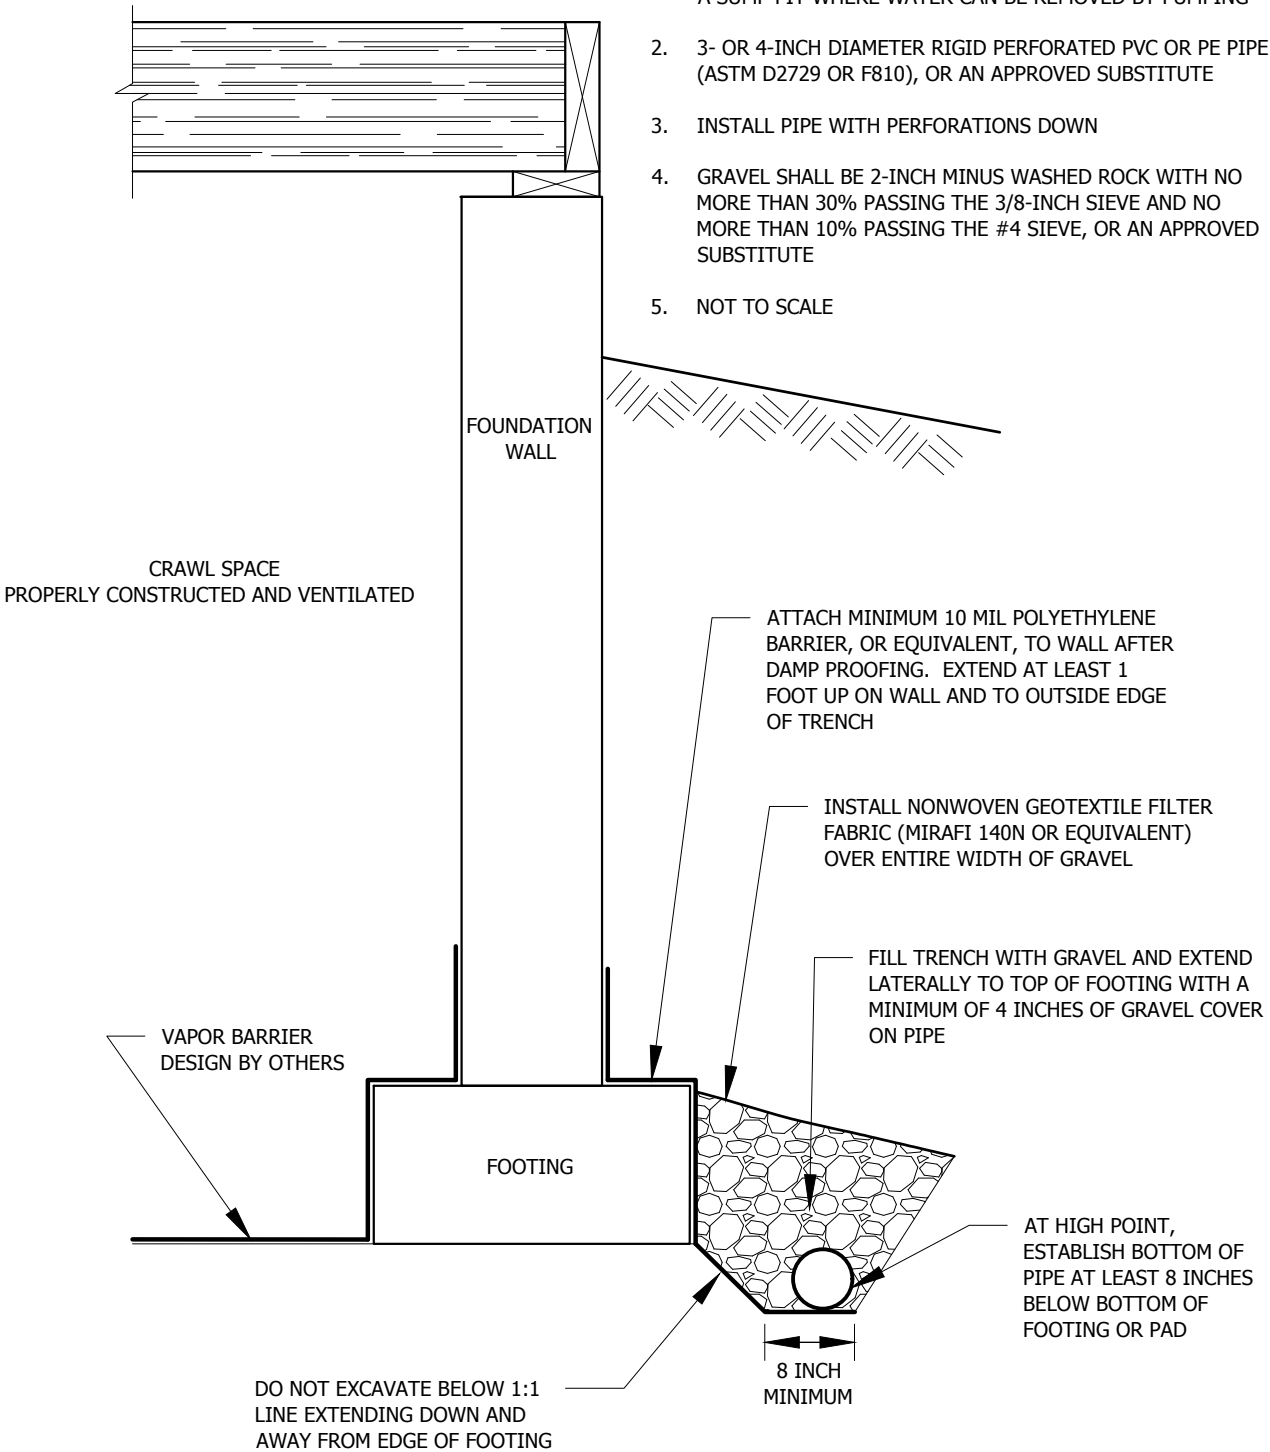 A SUMP PIT WHERE WATER CAN BE REMOVED BY PUMPING
2. 3- OR 4-INCH DIAMETER RIGID PERFORATED PVC OR PE PIPE
(ASTM D2729 OR F810), OR AN APPROVED SUBSTITUTE
3. INSTALL PIPE WITH PERFORATIONS DOWN
4. GRAVEL SHALL BE 2-INCH MINUS WASHED ROCK WITH NO
MORE THAN 30% PASSING THE 3/8-INCH SIEVE AND NO
MORE THAN 10% PASSING THE #4 SIEVE, OR AN APPROVED
SUBSTITUTE
5. NOT TO SCALE
FOUNDATION
WALL
CRAWL SPACE
PROPERLY CONSTRUCTED AND VENTILATED
ATTACH MINIMUM 10 MIL POLYETHYLENE
BARRIER, OR EQUIVALENT, TO WALL AFTER
DAMP PROOFING. EXTEND AT LEAST 1
FOOT UP ON WALL AND TO OUTSIDE EDGE
OF TRENCH
INSTALL NONWOVEN GEOTEXTILE FILTER
FABRIC (MIRAFI 140N OR EQUIVALENT)
OVER ENTIRE WIDTH OF GRAVEL
FILL TRENCH WITH GRAVEL AND EXTEND
LATERALLY TO TOP OF FOOTING WITH A
MINIMUM OF 4 INCHES OF GRAVEL COVER
ON PIPE
VAPOR BARRIER
DESIGN BY OTHERS
FOOTING
AT HIGH POINT,
ESTABLISH BOTTOM OF
PIPE AT LEAST 8 INCHES
BELOW BOTTOM OF
FOOTING OR PAD
8 INCH
MINIMUM
DO NOT EXCAVATE BELOW 1:1
LINE EXTENDING DOWN AND
AWAY FROM EDGE OF FOOTING